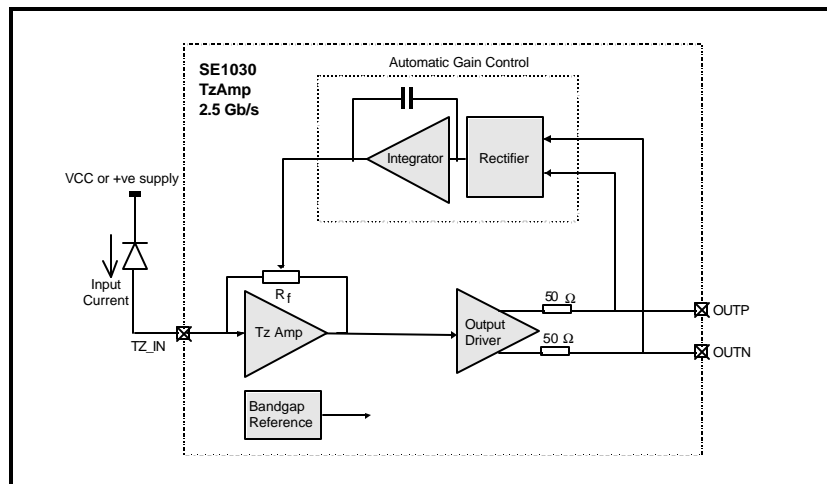 SE1030
TzAmp
2.5 Gb/s
Automatic Gain Control
Integrator
Rectifier
VCC or +ve supply
Input
Current
R f
TZ_IN
Tz Amp
Output
Driver
50 Ω
50 Ω
OUTP
OUTN
Bandgap
Reference